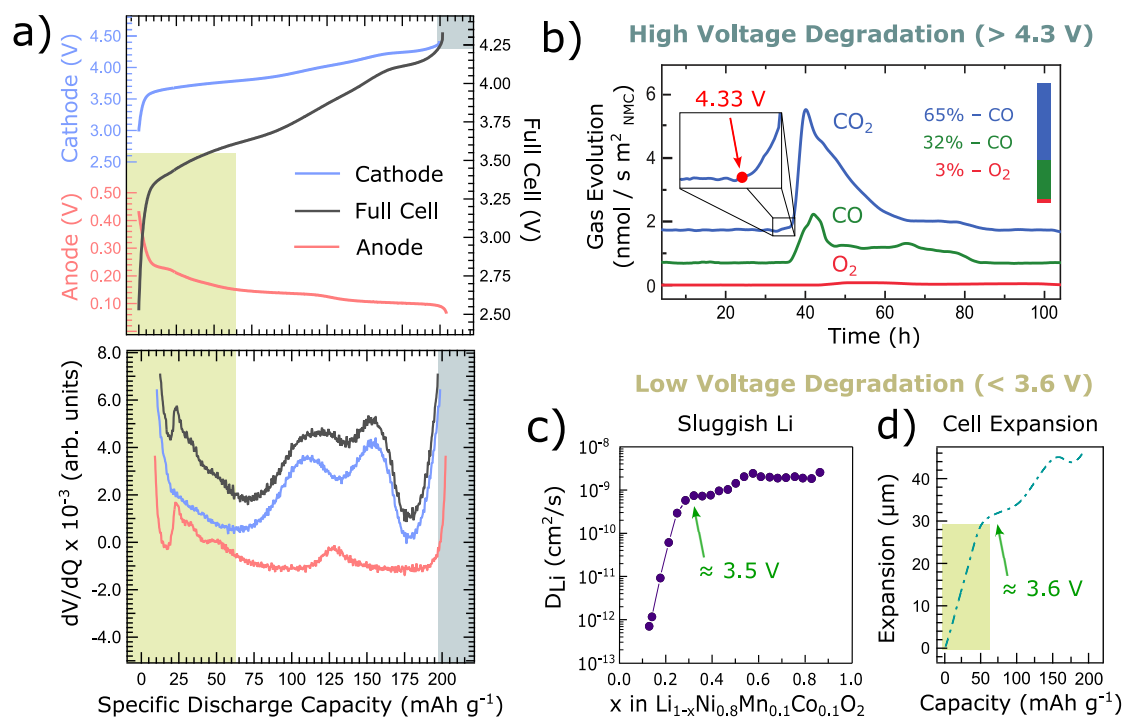 a)
Cathode (V)
4.50
4.00
3.50
3.00
2.50
Anode (V)
0.50
0.40
0.30
0.20
0.10
Cathode
Full Cell
Anode
4.25
4.00
3.75
3.50
3.25
3.00
2.75
2.50
Full Cell (V)
dV/dQ x 10⁻³ (arb. units)
8.0
6.0
4.0
2.0
0.0
-2.0
-4.0
0 25 50 75 100 125 150 175 200
Specific Discharge Capacity (mAh g⁻¹)
b)
High Voltage Degradation (> 4.3 V)
Gas Evolution
(nmol / s m² NMC)
6
4
2
0
4.33 V
CO₂
CO
O₂
65% – CO
32% – CO
3% – O₂
20 40 60 80 100
Time (h)
Low Voltage Degradation (< 3.6 V)
c)
Sluggish Li
D_Li (cm²/s)
10⁻⁸
10⁻⁹
10⁻¹⁰
10⁻¹¹
10⁻¹²
10⁻¹³
≈ 3.5 V
0.0 0.2 0.4 0.6 0.8 1.0
x in Li₁₋ₓNi₀.₈Mn₀.₁Co₀.₁O₂
d)
Cell Expansion
Expansion (μm)
40
30
20
10
0
≈ 3.6 V
0 50 100 150 200
Capacity (mAh g⁻¹)